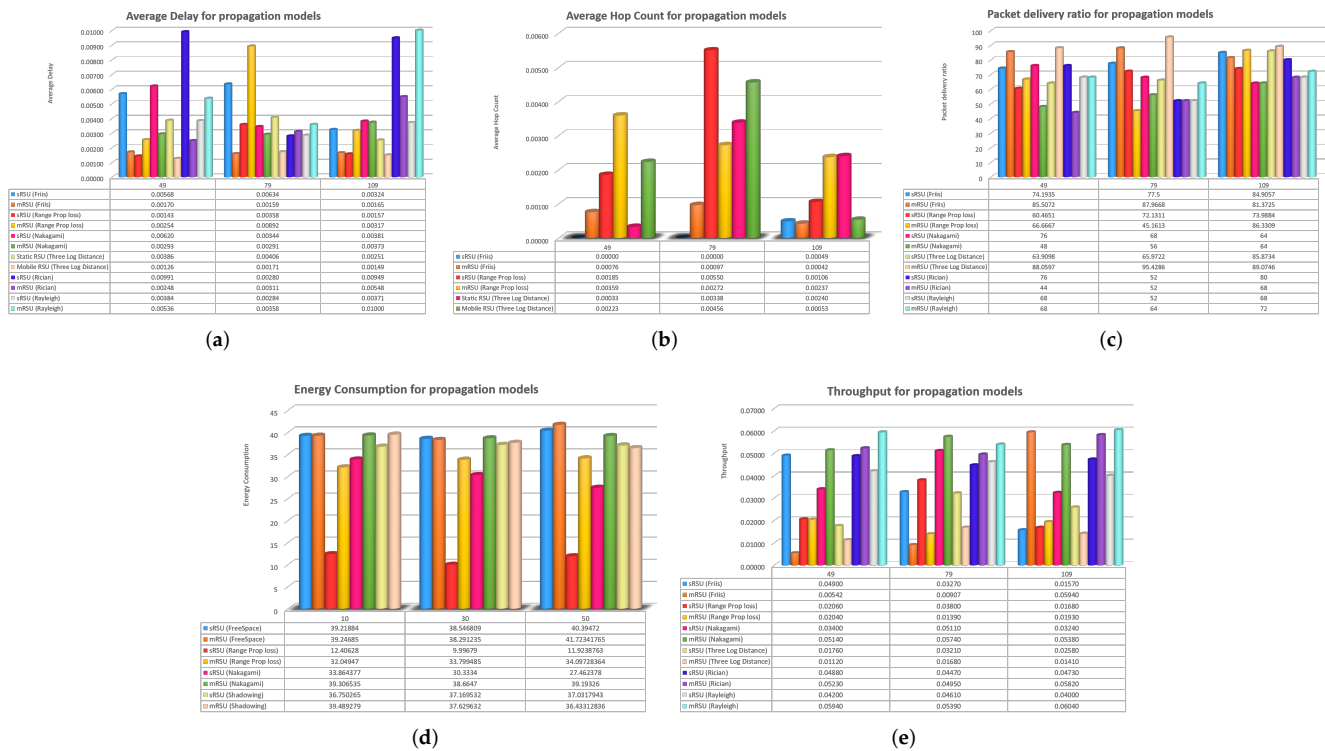 Average Delay for propagation models
Average Delay
0.01000
0.00900
0.00800
0.00700
0.00600
0.00500
0.00400
0.00300
0.00200
0.00100
0.00000
49 79 109
sRSU (Friis) 0.00568 0.00634 0.00324
mRSU (Friis) 0.00170 0.00159 0.00165
sRSU (Range Prop loss) 0.00143 0.00358 0.00157
mRSU (Range Prop loss) 0.00254 0.00892 0.00317
sRSU (Nakagami) 0.00620 0.00344 0.00381
mRSU (Nakagami) 0.00293 0.00291 0.00373
Static RSU (Three Log Distance) 0.00386 0.00406 0.00251
Mobile RSU (Three Log Distance) 0.00126 0.00171 0.00149
sRSU (Rician) 0.00991 0.00280 0.00949
mRSU (Rician) 0.00248 0.00311 0.00548
sRSU (Rayleigh) 0.00384 0.00284 0.00371
mRSU (Rayleigh) 0.00536 0.00358 0.01000
(a)
Average Hop Count for propagation models
Average Hop Count
0.00600
0.00500
0.00400
0.00300
0.00200
0.00100
0.00000
49 79 109
sRSU (Friis) 0.00000 0.00000 0.00049
mRSU (Friis) 0.00076 0.00097 0.00042
sRSU (Range Prop loss) 0.00185 0.00550 0.00106
mRSU (Range Prop loss) 0.00359 0.00272 0.00237
Static RSU (Three Log Distance) 0.00033 0.00338 0.00240
Mobile RSU (Three Log Distance) 0.00223 0.00456 0.00053
(b)
Packet delivery ratio for propagation models
Packet delivery ratio
100
90
80
70
60
50
40
30
20
10
0
49 79 109
sRSU (Friis) 74.1935 77.5 84.9057
mRSU (Friis) 85.5072 87.9668 81.3725
sRSU (Range Prop loss) 60.4651 72.1311 73.9884
mRSU (Range Prop loss) 66.6667 45.1613 86.3309
sRSU (Nakagami) 76 68 64
mRSU (Nakagami) 48 56 64
sRSU (Three Log Distance) 63.9098 65.9722 85.8734
mRSU (Three Log Distance) 88.0597 95.4286 89.0746
sRSU (Rician) 76 52 80
mRSU (Rician) 44 52 68
sRSU (Rayleigh) 68 52 68
mRSU (Rayleigh) 68 64 72
(c)
Energy Consumption for propagation models
Energy Consumption
45
40
35
30
25
20
15
10
5
0
10 30 50
sRSU (FreeSpace) 39.21884 38.546809 40.39472
mRSU (FreeSpace) 39.24685 38.291235 41.72341765
sRSU (Range Prop loss) 12.40628 9.99679 11.9238763
mRSU (Range Prop loss) 32.04947 33.799485 34.09728364
sRSU (Nakagami) 33.864377 30.3334 27.462378
mRSU (Nakagami) 39.306535 38.6647 39.19326
sRSU (Shadowing) 36.750265 37.169532 37.0317943
mRSU (Shadowing) 39.489279 37.629632 36.43312836
(d)
Throughput for propagation models
Throughput
0.07000
0.06000
0.05000
0.04000
0.03000
0.02000
0.01000
0.00000
49 79 109
sRSU (Friis) 0.04900 0.03270 0.01570
mRSU (Friis) 0.00542 0.00907 0.05940
sRSU (Range Prop loss) 0.02060 0.03800 0.01680
mRSU (Range Prop loss) 0.02040 0.01390 0.01930
sRSU (Nakagami) 0.03400 0.05110 0.03240
mRSU (Nakagami) 0.05140 0.05740 0.05380
sRSU (Three Log Distance) 0.01760 0.03210 0.02580
mRSU (Three Log Distance) 0.01120 0.01680 0.01410
sRSU (Rician) 0.04880 0.04470 0.04730
mRSU (Rician) 0.05230 0.04950 0.05820
sRSU (Rayleigh) 0.04200 0.04610 0.04000
mRSU (Rayleigh) 0.05940 0.05390 0.06040
(e)